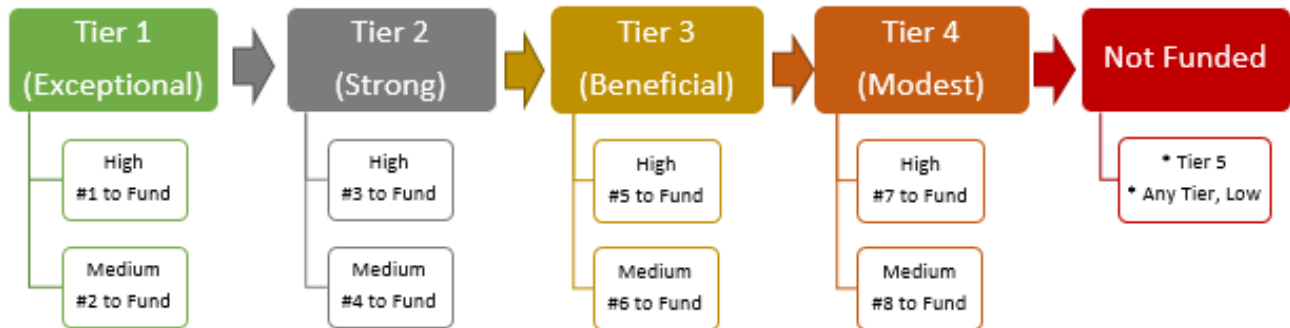 Tier 1
(Exceptional)
High
#1 to Fund
Medium
#2 to Fund
Tier 2
(Strong)
High
#3 to Fund
Medium
#4 to Fund
Tier 3
(Beneficial)
High
#5 to Fund
Medium
#6 to Fund
Tier 4
(Modest)
High
#7 to Fund
Medium
#8 to Fund
Not Funded
* Tier 5
* Any Tier, Low